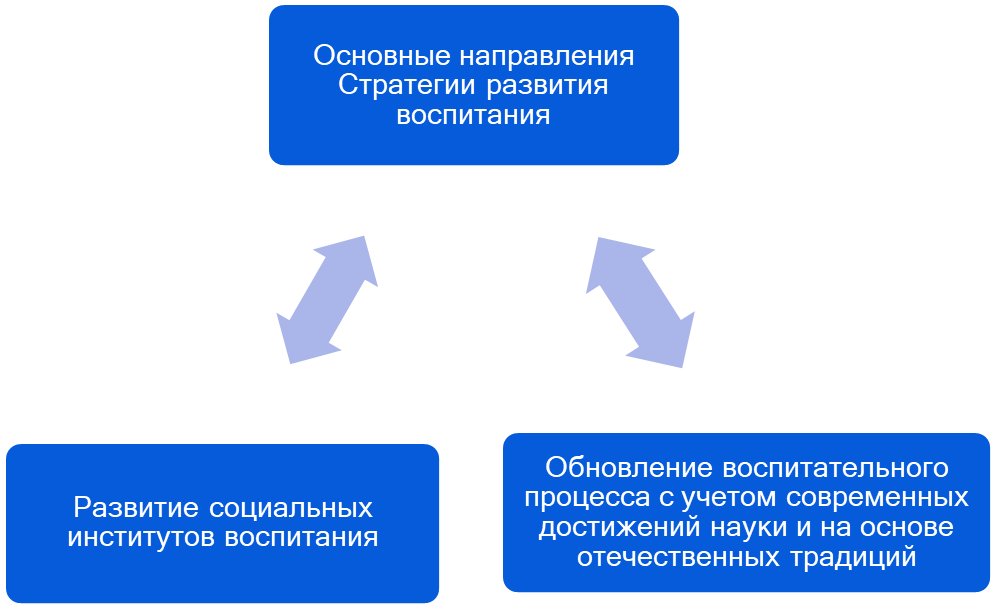 Основные направления
Стратегии развития
воспитания
Развитие социальных
институтов воспитания
Обновление воспитательного
процесса с учетом современных
достижений науки и на основе
отечественных традиций